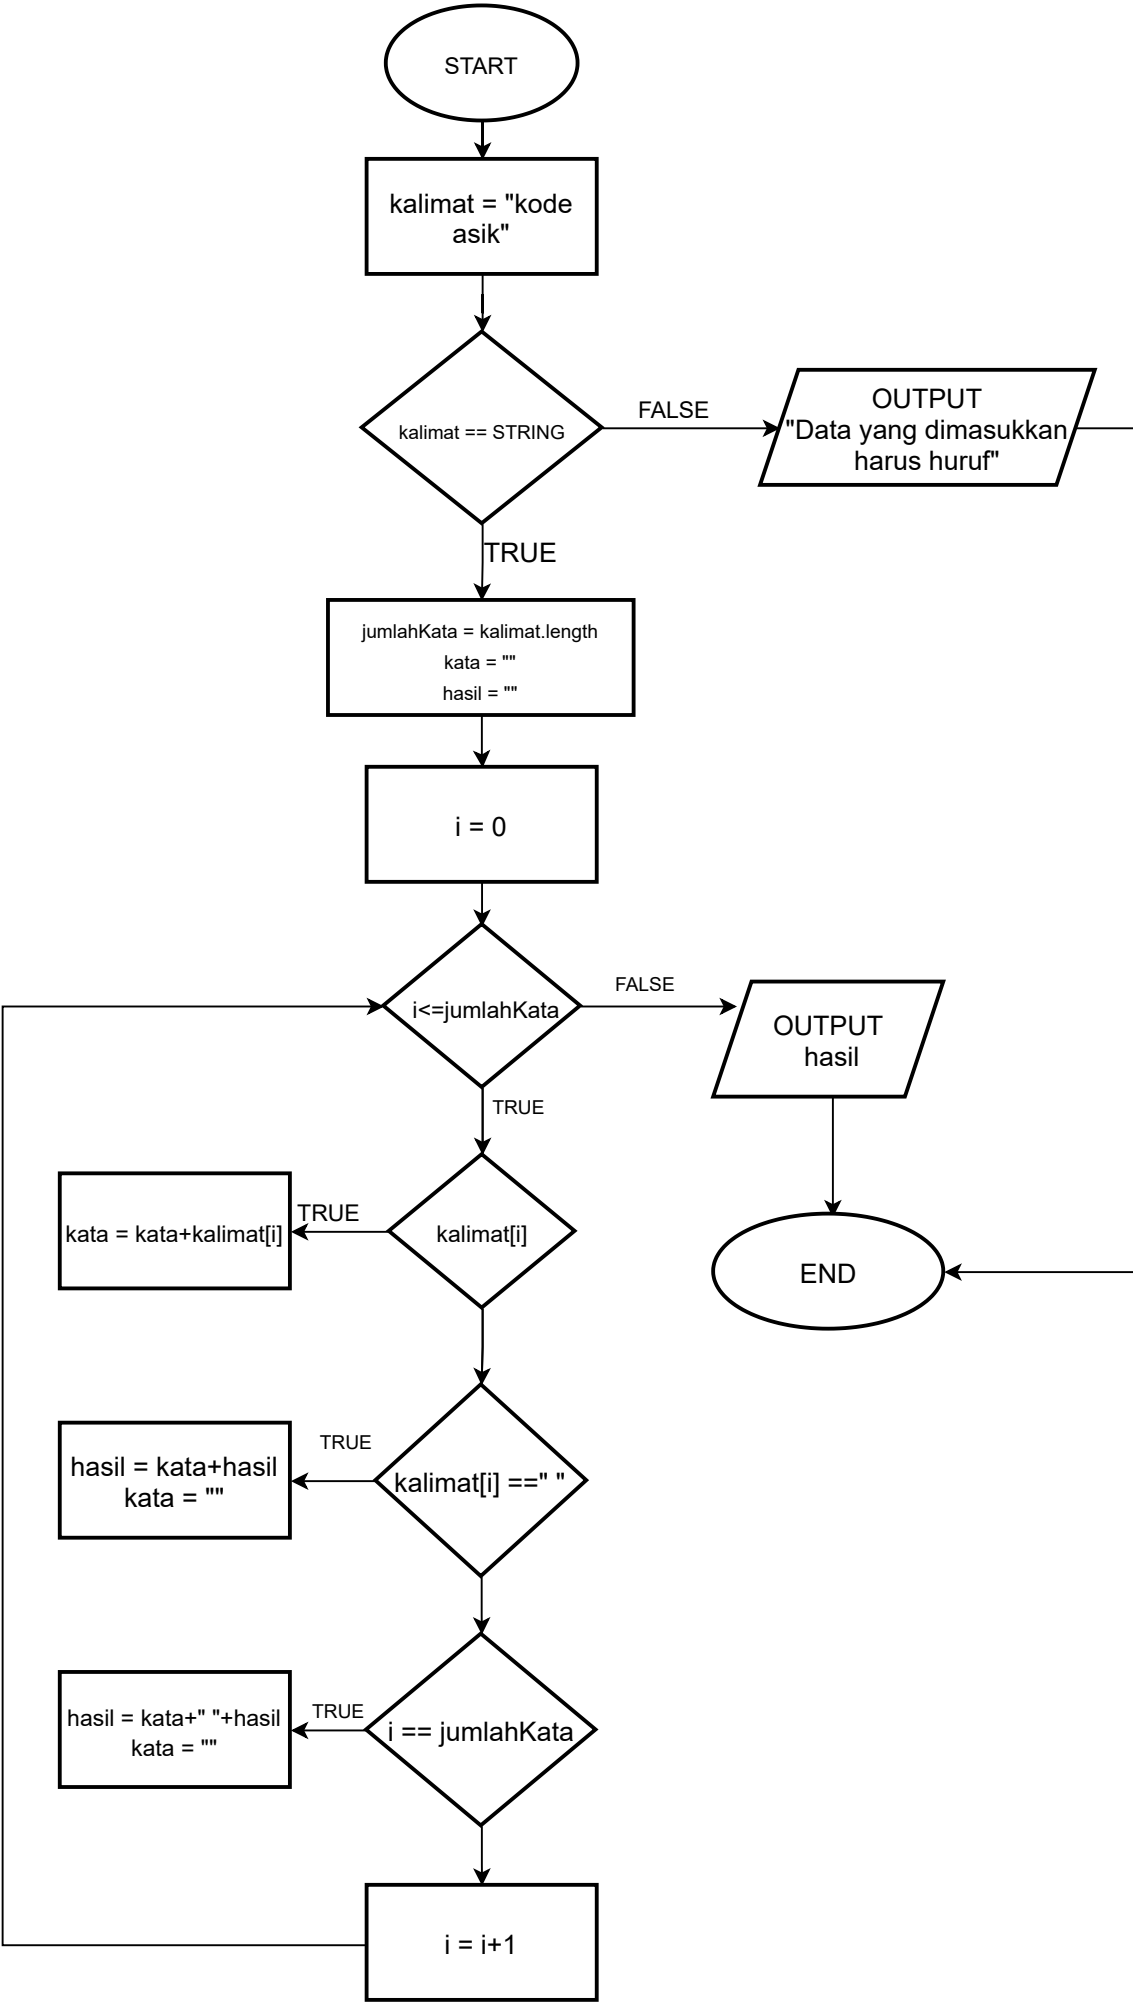 START
kalimat = "kode
asik"
kalimat == STRING
FALSE
OUTPUT
"Data yang dimasukkan
harus huruf"
TRUE
jumlahKata = kalimat.length
kata = ""
hasil = ""
i = 0
i<=jumlahKata
FALSE
OUTPUT
hasil
TRUE
kalimat[i]
TRUE
kata = kata+kalimat[i]
END
kalimat[i] ==" "
TRUE
hasil = kata+hasil
kata = ""
i == jumlahKata
TRUE
hasil = kata+" "+hasil
kata = ""
i = i+1